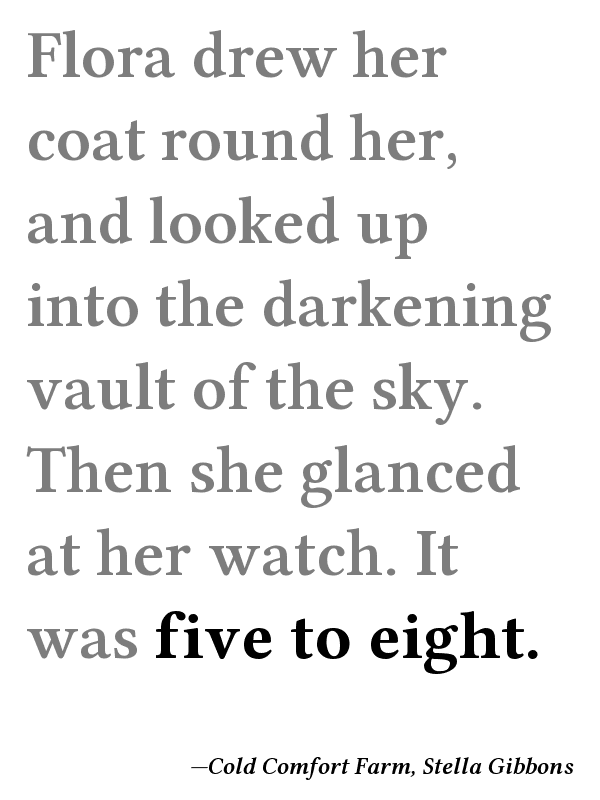 Flora drew her
coat round her,
and looked up
into the darkening
vault of the sky.
Then she glanced
at her watch. It
was five to eight.
—Cold Comfort Farm, Stella Gibbons